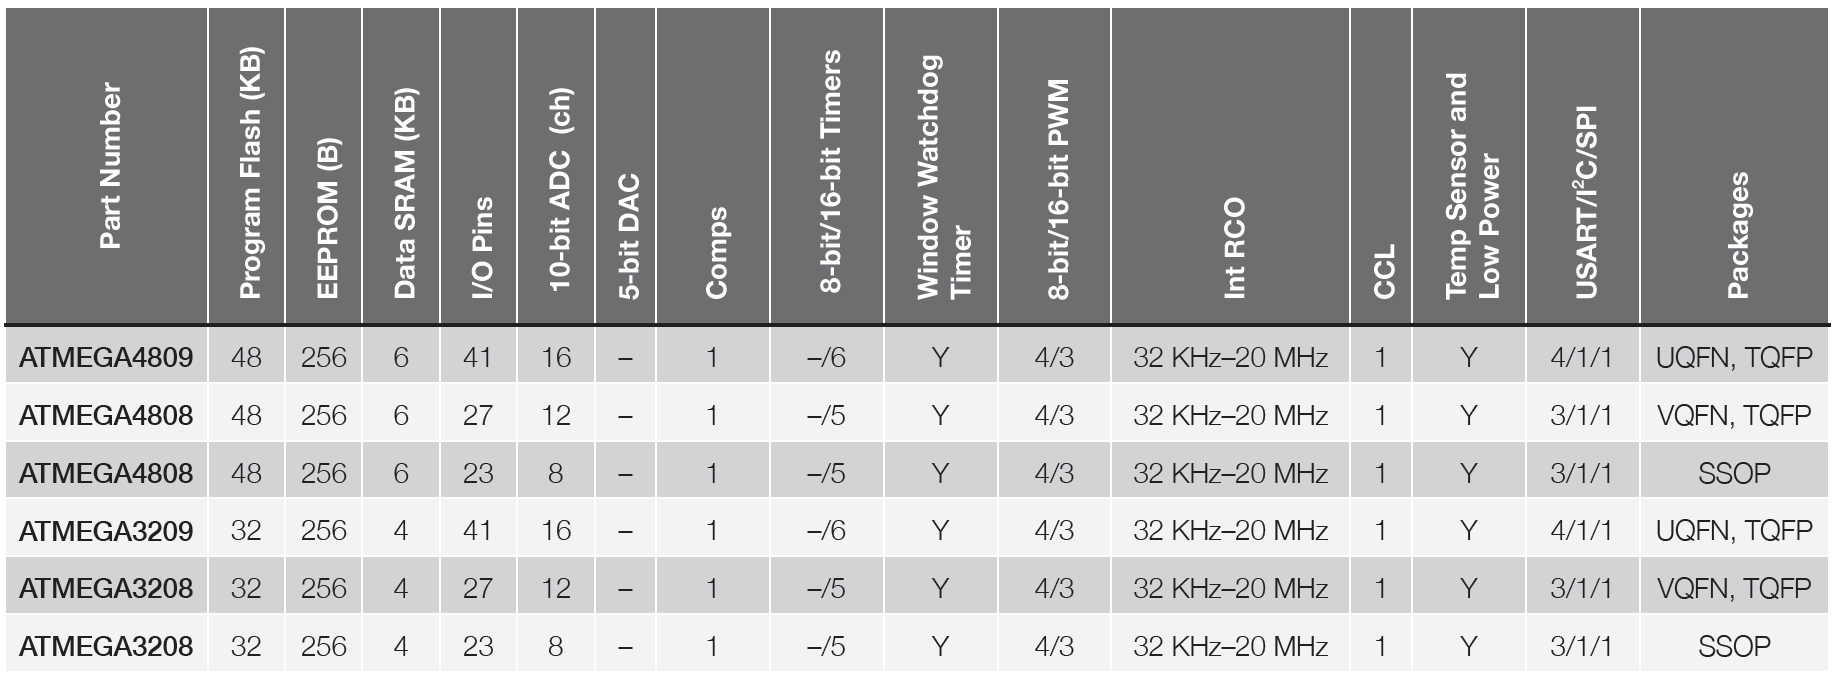 Part Number Program Flash (KB) EEPROM (B) Data SRAM (KB) I/O Pins 10-bit ADC (ch) 5-bit DAC Comps 8-bit/16-bit Timers Window Watchdog Timer 8-bit/16-bit PWM Int RCO CCL Temp Sensor and Low Power USART/I²C/SPI Packages
ATMEGA4809 48 256 6 41 16 – 1 –/6 Y 4/3 32 KHz–20 MHz 1 Y 4/1/1 UQFN, TQFP
ATMEGA4808 48 256 6 27 12 – 1 –/5 Y 4/3 32 KHz–20 MHz 1 Y 3/1/1 VQFN, TQFP
ATMEGA4808 48 256 6 23 8 – 1 –/5 Y 4/3 32 KHz–20 MHz 1 Y 3/1/1 SSOP
ATMEGA3209 32 256 4 41 16 – 1 –/6 Y 4/3 32 KHz–20 MHz 1 Y 4/1/1 UQFN, TQFP
ATMEGA3208 32 256 4 27 12 – 1 –/5 Y 4/3 32 KHz–20 MHz 1 Y 3/1/1 VQFN, TQFP
ATMEGA3208 32 256 4 23 8 – 1 –/5 Y 4/3 32 KHz–20 MHz 1 Y 3/1/1 SSOP